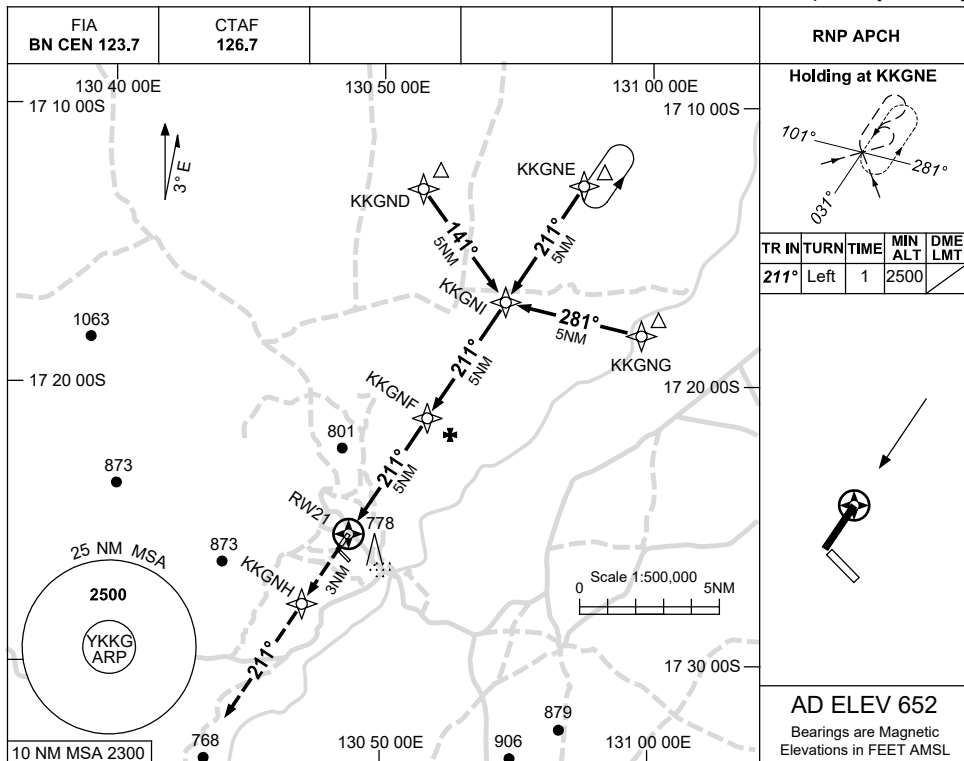 FIA
BN CEN 123.7
CTAF
126.7
RNP APCH
130 40 00E
130 50 00E
131 00 00E
17 10 00S
17 10 00S
3° E
Holding at KKGNE
101°
281°
031°
TR IN TURN TIME MIN ALT DME LMT
211° Left 1 2500
KKGND
KKGNE
141°
5NM
211°
5NM
KKGNI
281°
5NM
KKGNG
1063
211°
5NM
17 20 00S
17 20 00S
KKGNF
801
873
211°
5NM
RW21
778
873
3NM
KKGNH
25 NM MSA
2500
YKKG
ARP
Scale 1:500,000
0 5NM
211°
17 30 00S
879
768
906
130 50 00E
131 00 00E
10 NM MSA 2300
AD ELEV 652
Bearings are Magnetic
Elevations in FEET AMSL